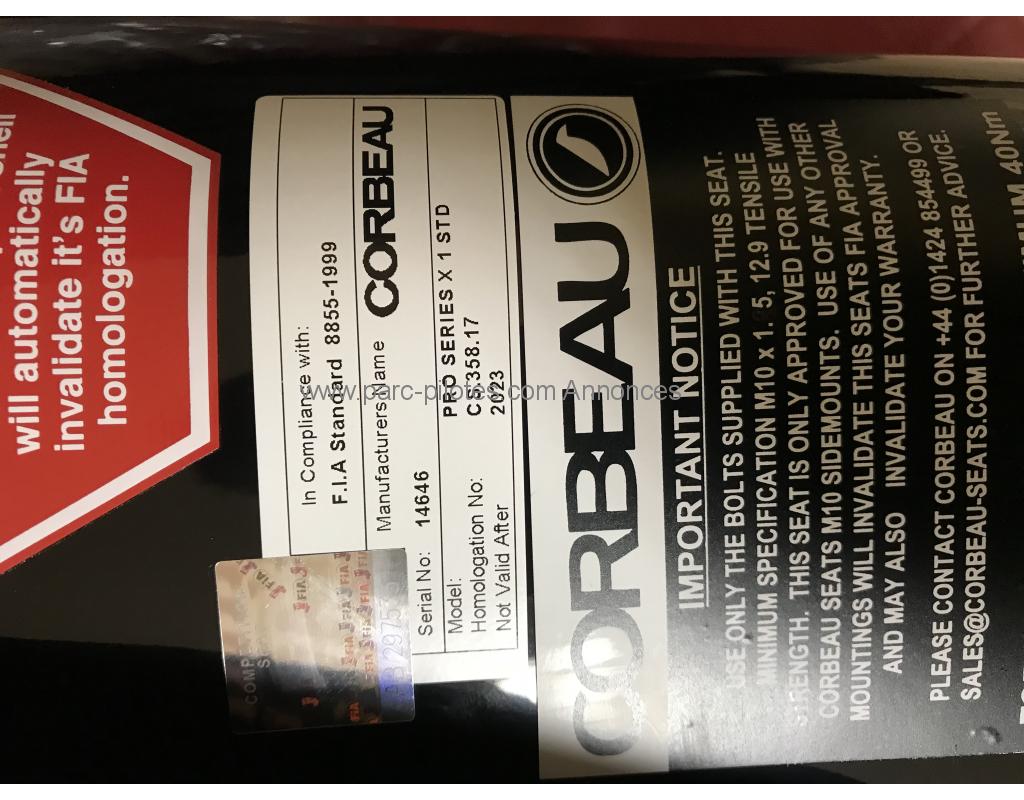 will automatically
invalidate it's FIA
homologation.
In Compliance with:
F.I.A Standard 8855-1999
Manufacturers Name CORBEAU
Serial No: 14646
Model: PRO SERIES X 1 STD
Homologation No: CS.358.17
Not Valid After 2023
FIA
CORBEAU
IMPORTANT NOTICE
USE ONLY THE BOLTS SUPPLIED WITH THIS SEAT.
MINIMUM SPECIFICATION M10 x 1. 5, 12.9 TENSILE
STRENGTH. THIS SEAT IS ONLY APPROVED FOR USE WITH
CORBEAU SEATS M10 SIDEMOUNTS. USE OF ANY OTHER
MOUNTINGS WILL INVALIDATE THIS SEATS FIA APPROVAL
AND MAY ALSO INVALIDATE YOUR WARRANTY.
PLEASE CONTACT CORBEAU ON +44 (0)1424 854499 OR
SALES@CORBEAU-SEATS.COM FOR FURTHER ADVICE.
40Nm
www.parc-pilotes.com Annonces